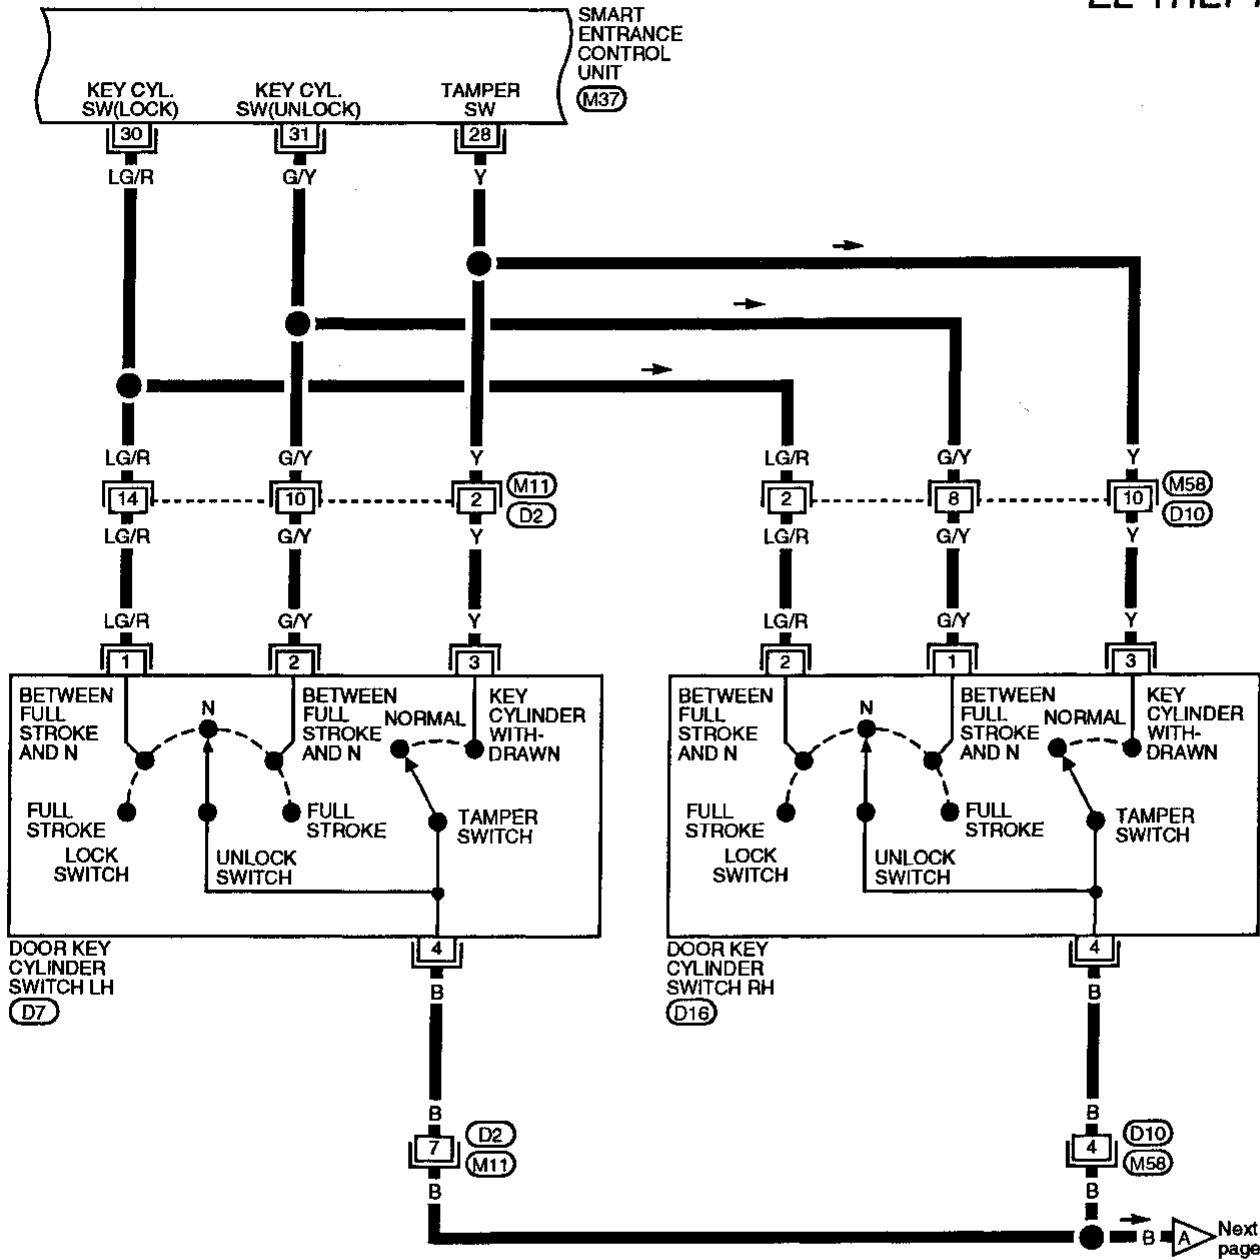 SMART
ENTRANCE
CONTROL
UNIT
M37
KEY CYL.
SW(LOCK)
KEY CYL.
SW(UNLOCK)
TAMPER
SW
30
31
28
LG/R
G/Y
Y
LG/R
G/Y
Y
LG/R
G/Y
Y
14
10
2
M11
D2
2
8
10
M58
D10
LG/R
G/Y
Y
LG/R
G/Y
Y
LG/R
G/Y
Y
LG/R
G/Y
Y
1
2
3
2
1
3
BETWEEN
FULL
STROKE
AND N
N
BETWEEN
FULL
STROKE
AND N
NORMAL
KEY
CYLINDER
WITH-
DRAWN
FULL
STROKE
FULL
STROKE
TAMPER
SWITCH
LOCK
SWITCH
UNLOCK
SWITCH
BETWEEN
FULL
STROKE
AND N
N
BETWEEN
FULL
STROKE
AND N
NORMAL
KEY
CYLINDER
WITH-
DRAWN
FULL
STROKE
FULL
STROKE
TAMPER
SWITCH
LOCK
SWITCH
UNLOCK
SWITCH
DOOR KEY
CYLINDER
SWITCH LH
D7
4
DOOR KEY
CYLINDER
SWITCH RH
D16
4
B
B
B
B
7
D2
M11
4
D10
M58
B
B
B
A
Next
page